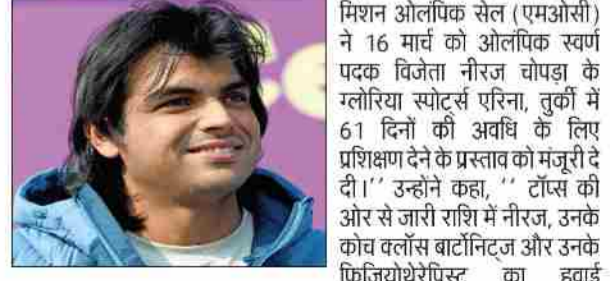 मिशन ओलंपिक सेल (एमओसी)
ने 16 मार्च को ओलंपिक स्वर्ण
पदक विजेता नीरज चोपड़ा के
ग्लोरिया स्पोर्ट्स एरिना, तुर्की में
61 दिनों की अवधि के लिए
प्रशिक्षण देने के प्रस्ताव को मंजूरी दे
दी।'' उन्होंने कहा, '' टॉप्स की
ओर से जारी राशि में नीरज, उनके
कोच क्लॉस बार्टोनिट्ज और उनके
फिजियोथेरेपिस्ट का हवाई